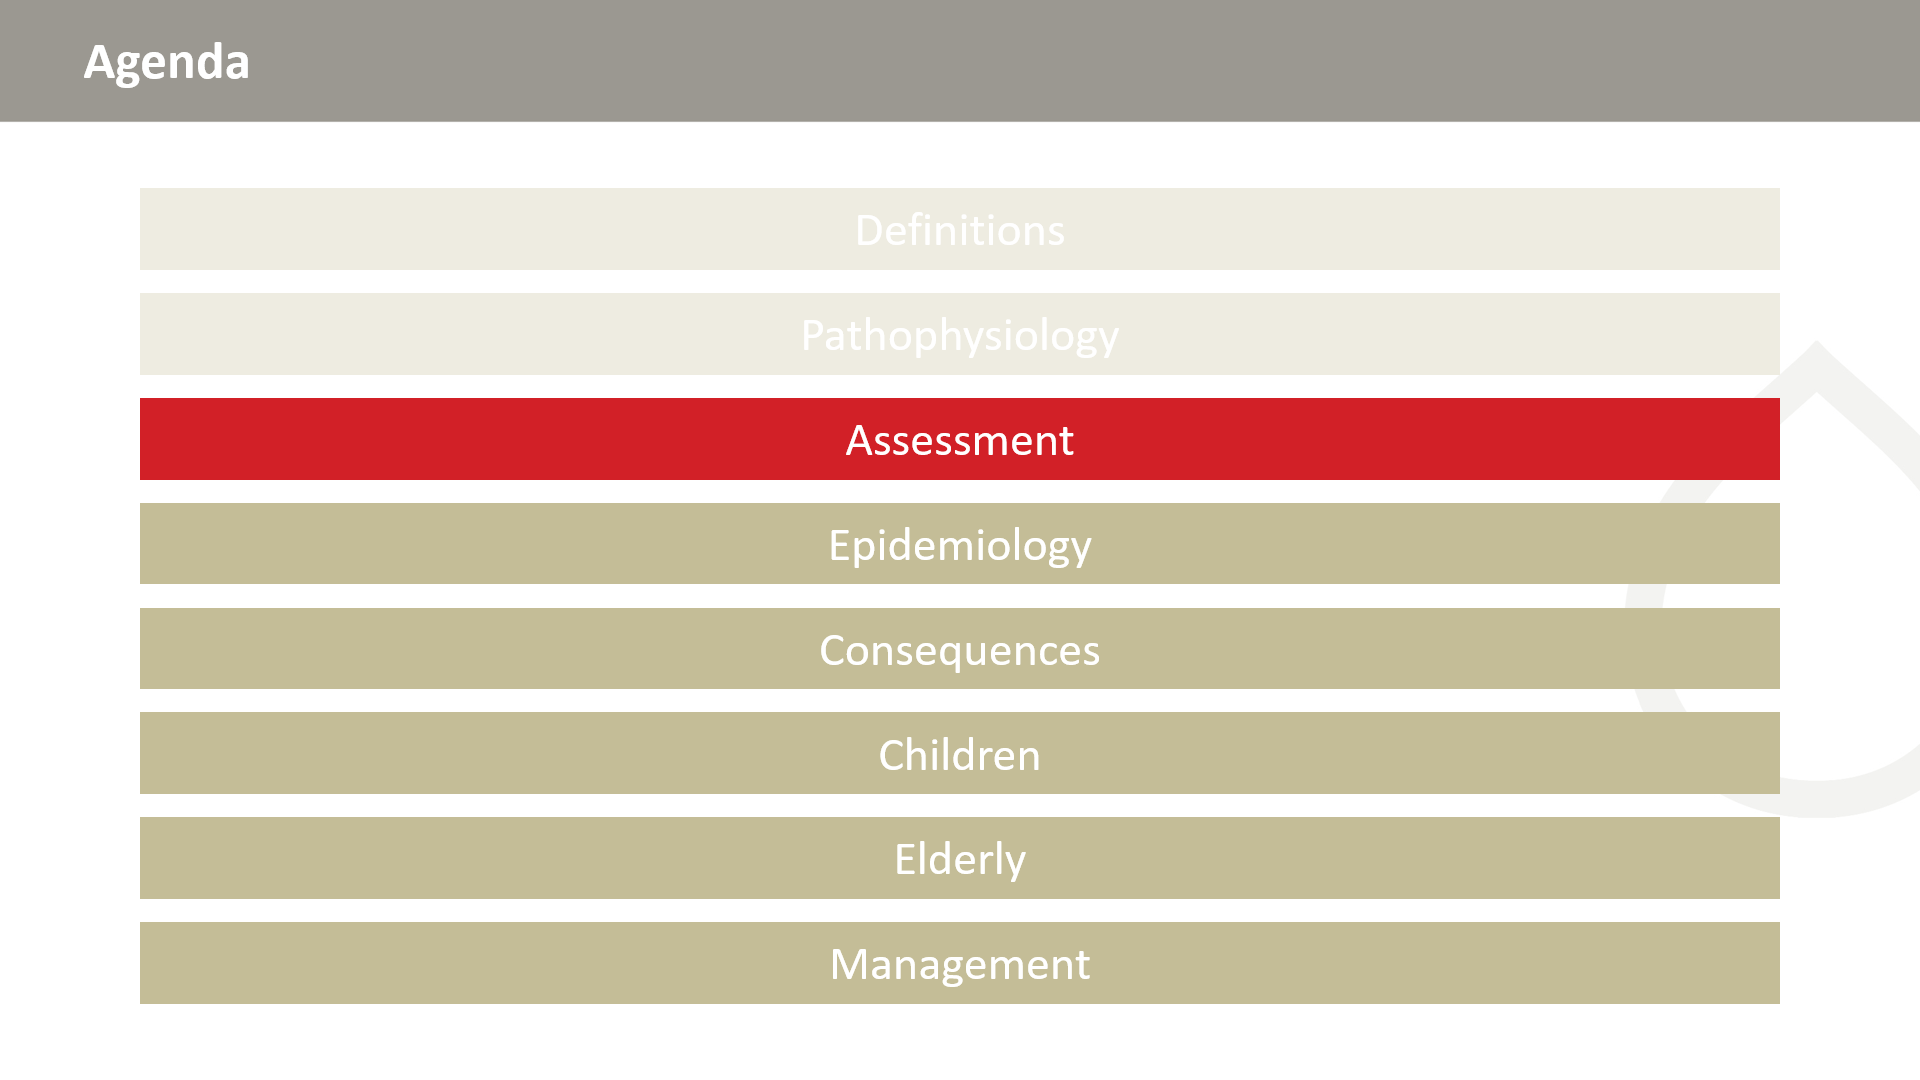 Agenda
Definitions
Pathophysiology
Assessment
Epidemiology
Consequences
Children
Elderly
Management